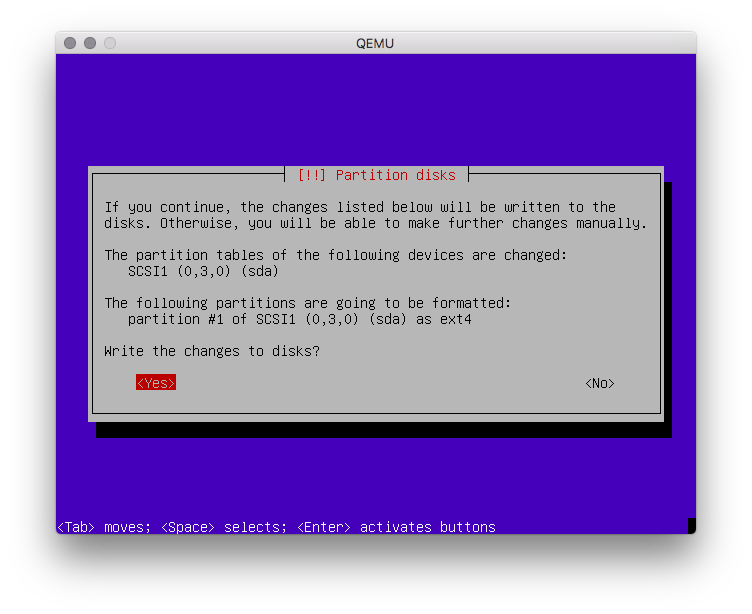 QEMU
[!!] Partition disks
If you continue, the changes listed below will be written to the
disks. Otherwise, you will be able to make further changes manually.
The partition tables of the following devices are changed:
SCSI1 (0,3,0) (sda)
The following partitions are going to be formatted:
partition #1 of SCSI1 (0,3,0) (sda) as ext4
Write the changes to disks?
<Yes> <No>
<Tab> moves; <Space> selects; <Enter> activates buttons